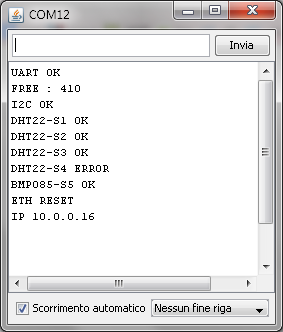 COM12
Invia
UART OK
FREE : 410
I2C OK
DHT22-S1 OK
DHT22-S2 OK
DHT22-S3 OK
DHT22-S4 ERROR
BMP085-S5 OK
ETH RESET
IP 10.0.0.16
Scorrimento automatico Nessun fine riga